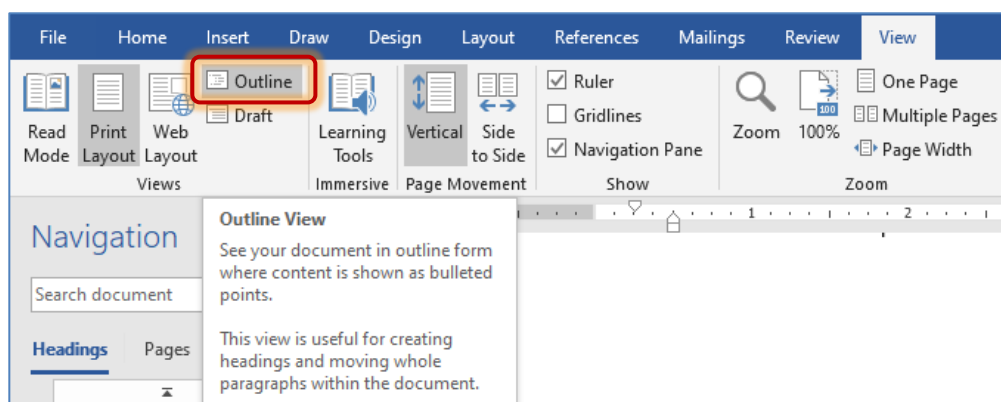 File Home Insert Draw Design Layout References Mailings Review View
Read Mode
Print Layout
Web Layout
Outline
Draft
Views
Learning Tools
Immersive
Vertical
Side to Side
Page Movement
Ruler
Gridlines
Navigation Pane
Show
Zoom
100
100%
One Page
Multiple Pages
Page Width
Zoom
1 2
Navigation
Search document
Headings Pages
Outline View
See your document in outline form
where content is shown as bulleted
points.
This view is useful for creating
headings and moving whole
paragraphs within the document.